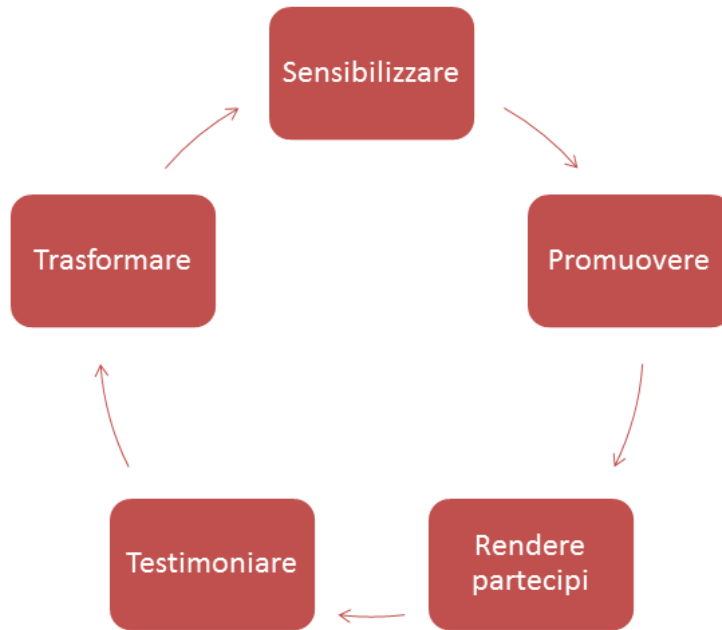 Sensibilizzare
Promuovere
Rendere
partecipi
Testimoniare
Trasformare